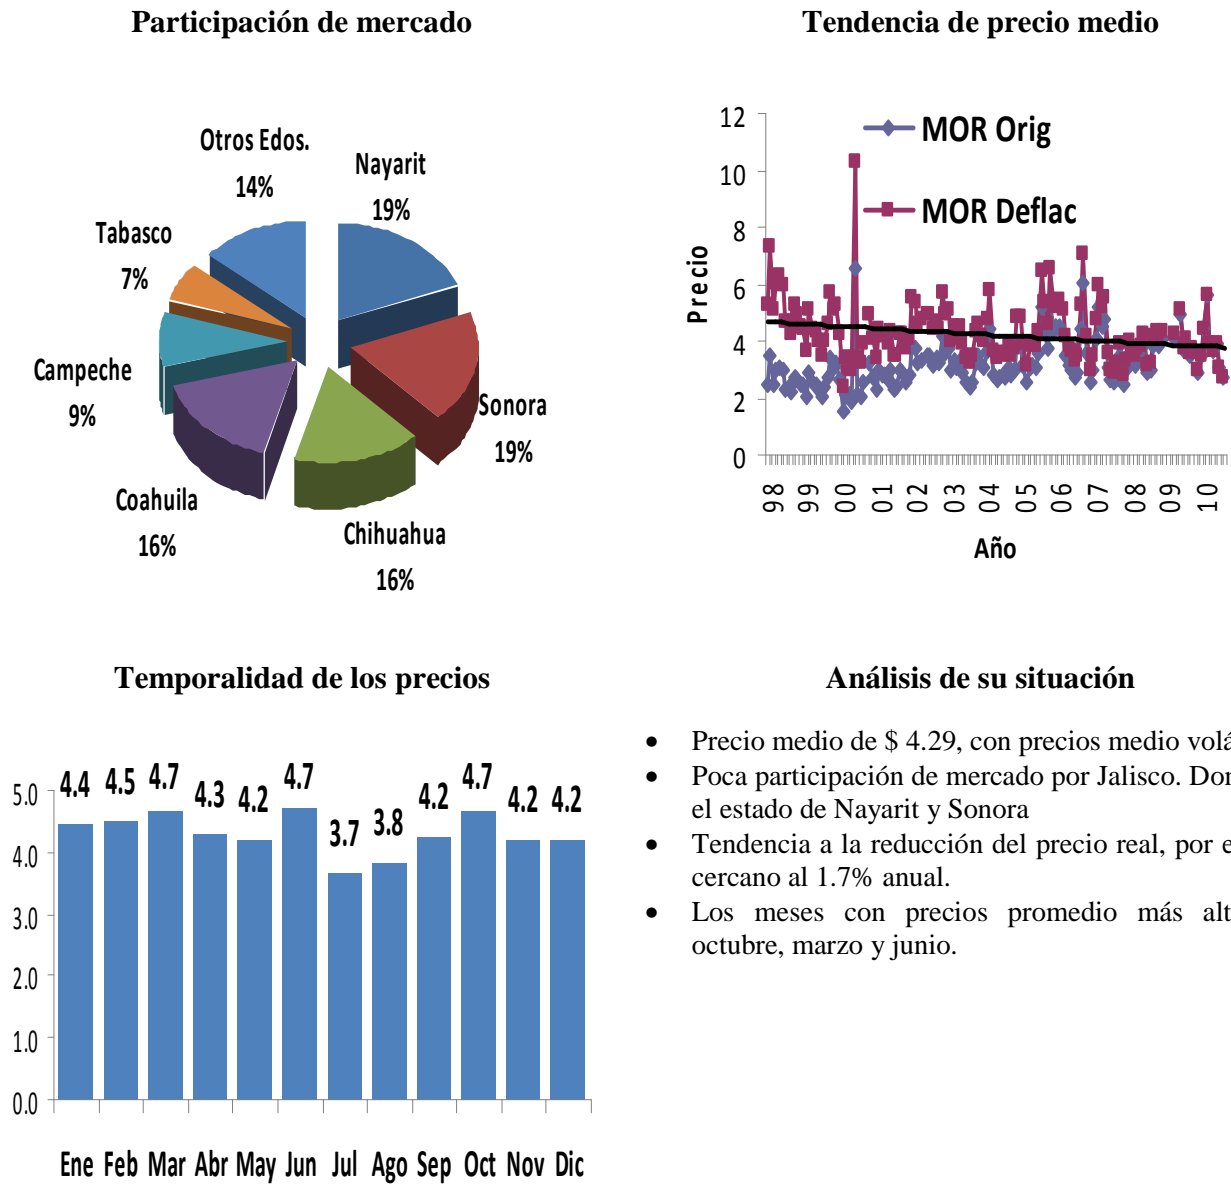 Participación de mercado
Otros Edos.
14%
Nayarit
19%
Tabasco
7%
Campeche
9%
Sonora
19%
Coahuila
16%
Chihuahua
16%
Tendencia de precio medio
12
10
8
6
4
2
0
Precio
MOR Orig
MOR Deflac
98 99 00 01 02 03 04 05 06 07 08 09 10
Año
Temporalidad de los precios
5.0
4.0
3.0
2.0
1.0
0.0
4.4 4.5 4.7 4.3 4.2 4.7 3.7 3.8 4.2 4.7 4.2 4.2
Ene Feb Mar Abr May Jun Jul Ago Sep Oct Nov Dic
Análisis de su situación
• Precio medio de $ 4.29, con precios medio volá
• Poca participación de mercado por Jalisco. Don
el estado de Nayarit y Sonora
• Tendencia a la reducción del precio real, por e
cercano al 1.7% anual.
• Los meses con precios promedio más alt
octubre, marzo y junio.